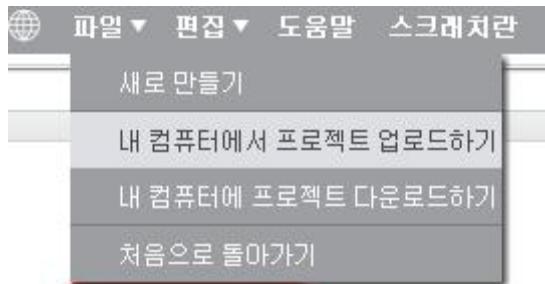 파일▼ 편집▼ 도움말 스크래치란
새로 만들기
내 컴퓨터에서 프로젝트 업로드하기
내 컴퓨터에 프로젝트 다운로드하기
처음으로 돌아가기